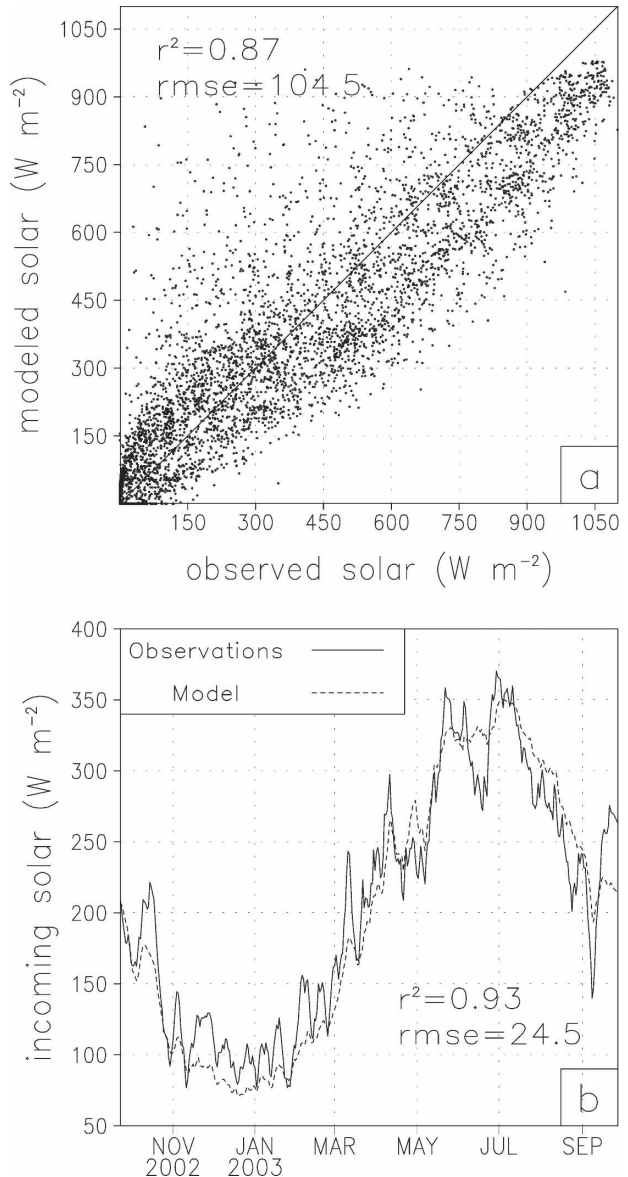 1050
900
750
600
450
300
150
modeled solar (W m⁻²)
r²=0.87
rmse=104.5
a
150 300 450 600 750 900 1050
observed solar (W m⁻²)
400
350
300
250
200
150
100
50
incoming solar (W m⁻²)
Observations
Model
r²=0.93
rmse=24.5
b
NOV JAN MAR MAY JUL SEP
2002 2003